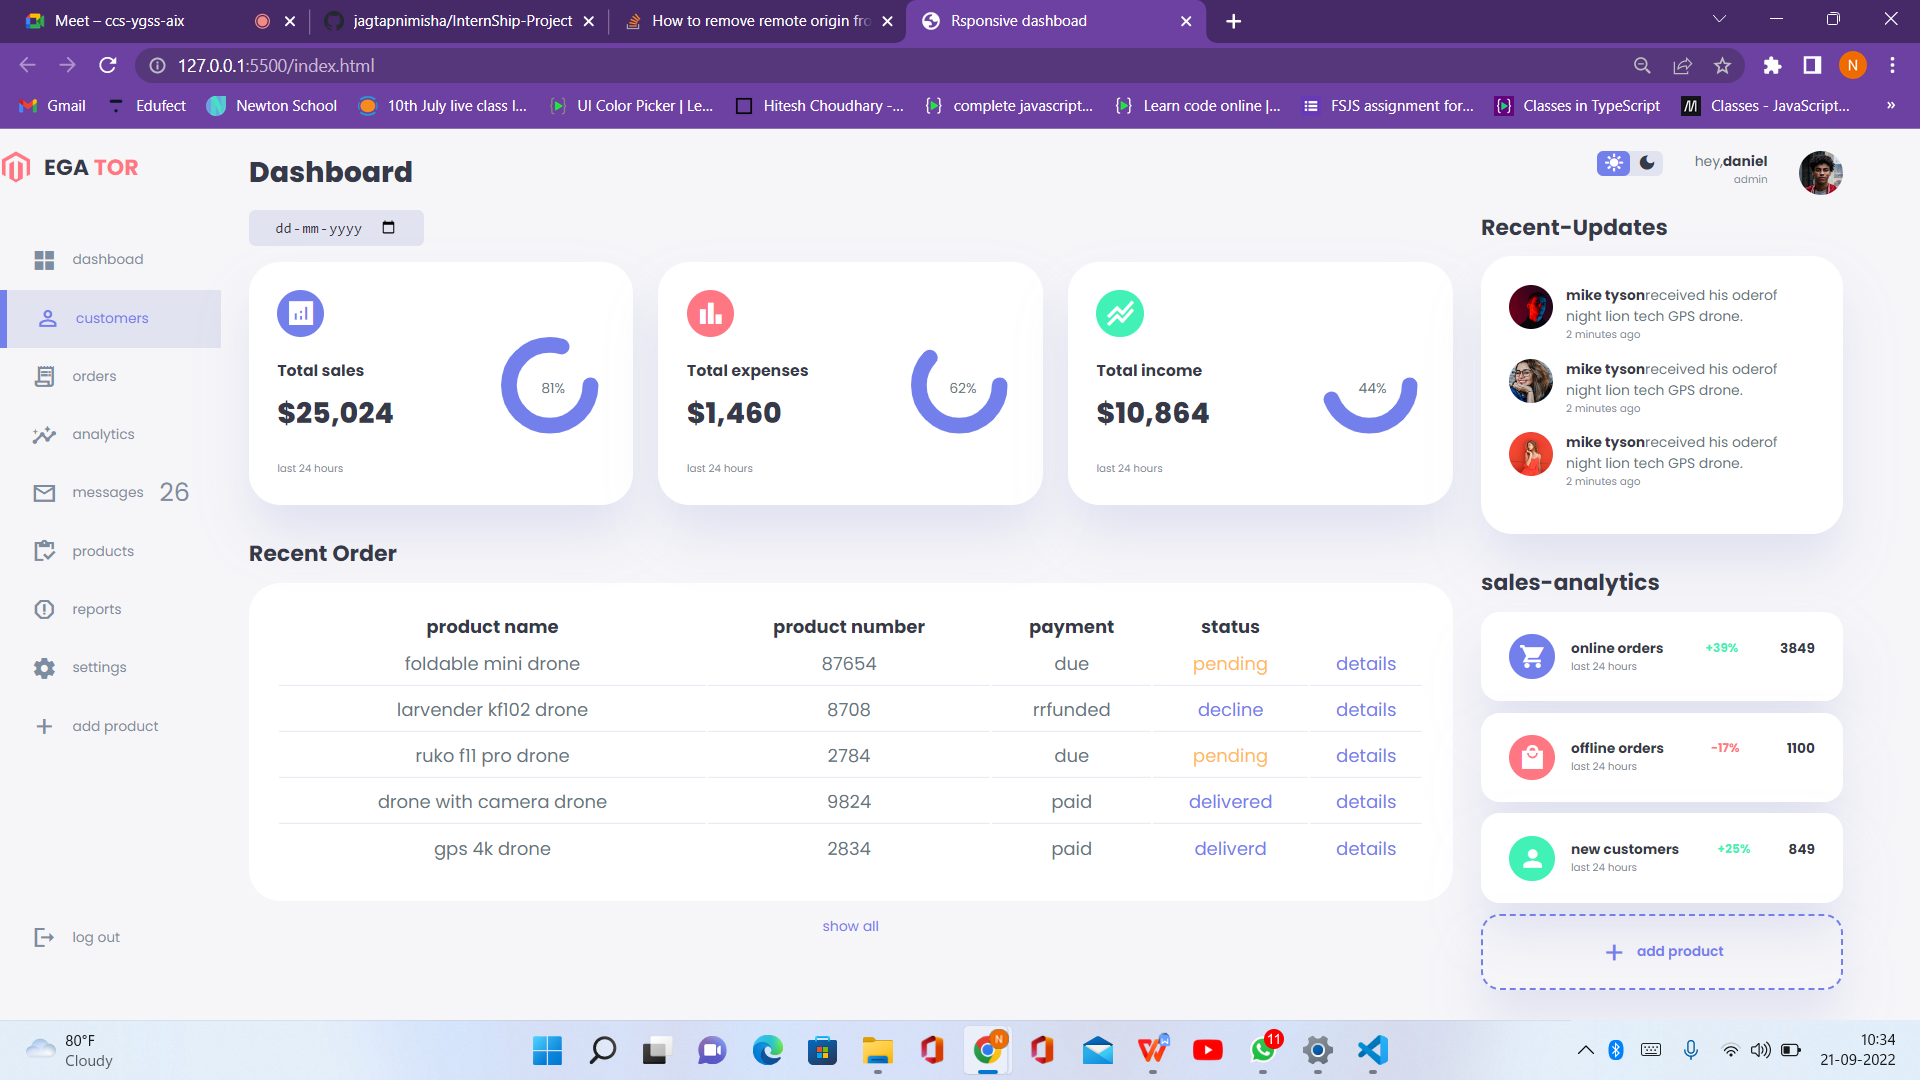 Meet – ccs-ygss-aix
jagtapnimisha/InternShip-Project
How to remove remote origin fro
Rsponsive dashboad
127.0.0.1:5500/index.html
N
Gmail
Edufect
Newton School
10th July live class l...
UI Color Picker | Le...
Hitesh Choudhary -...
complete javascript...
Learn code online |...
FSJS assignment for...
Classes in TypeScript
Classes - JavaScript...
»
EGA TOR
dashboad
customers
orders
analytics
messages 26
products
reports
settings
add product
log out
Dashboard
dd-mm-yyyy
Total sales
$25,024
81%
last 24 hours
Total expenses
$1,460
62%
last 24 hours
Total income
$10,864
44%
last 24 hours
Recent Order
product name product number payment status
foldable mini drone 87654 due pending details
larvender kf102 drone 8708 rrfunded decline details
ruko f11 pro drone 2784 due pending details
drone with camera drone 9824 paid delivered details
gps 4k drone 2834 paid deliverd details
show all
hey,daniel
admin
Recent-Updates
mike tysonreceived his oderof
night lion tech GPS drone.
2 minutes ago
mike tysonreceived his oderof
night lion tech GPS drone.
2 minutes ago
mike tysonreceived his oderof
night lion tech GPS drone.
2 minutes ago
sales-analytics
online orders +39% 3849
last 24 hours
offline orders -17% 1100
last 24 hours
new customers +25% 849
last 24 hours
add product
80°F
Cloudy
N
11
10:34
21-09-2022